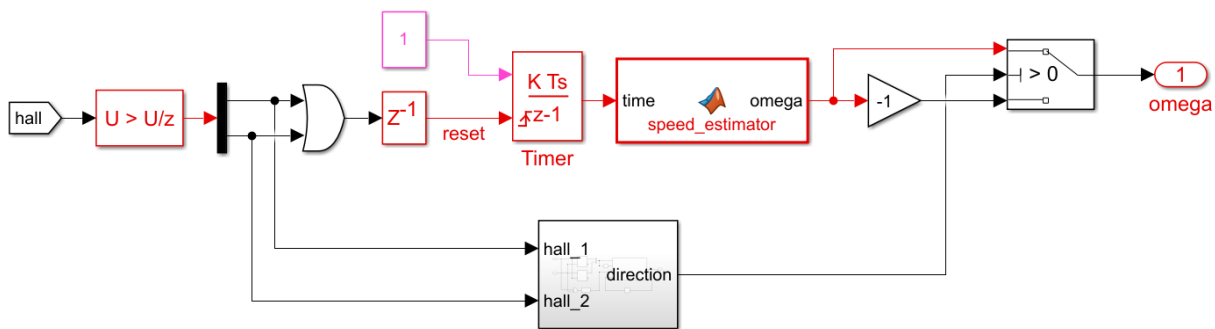 1
hall
U > U/z
z-1
reset
K Ts
z-1
Timer
time
omega
speed_estimator
-1
> 0
1
omega
hall_1
direction
hall_2